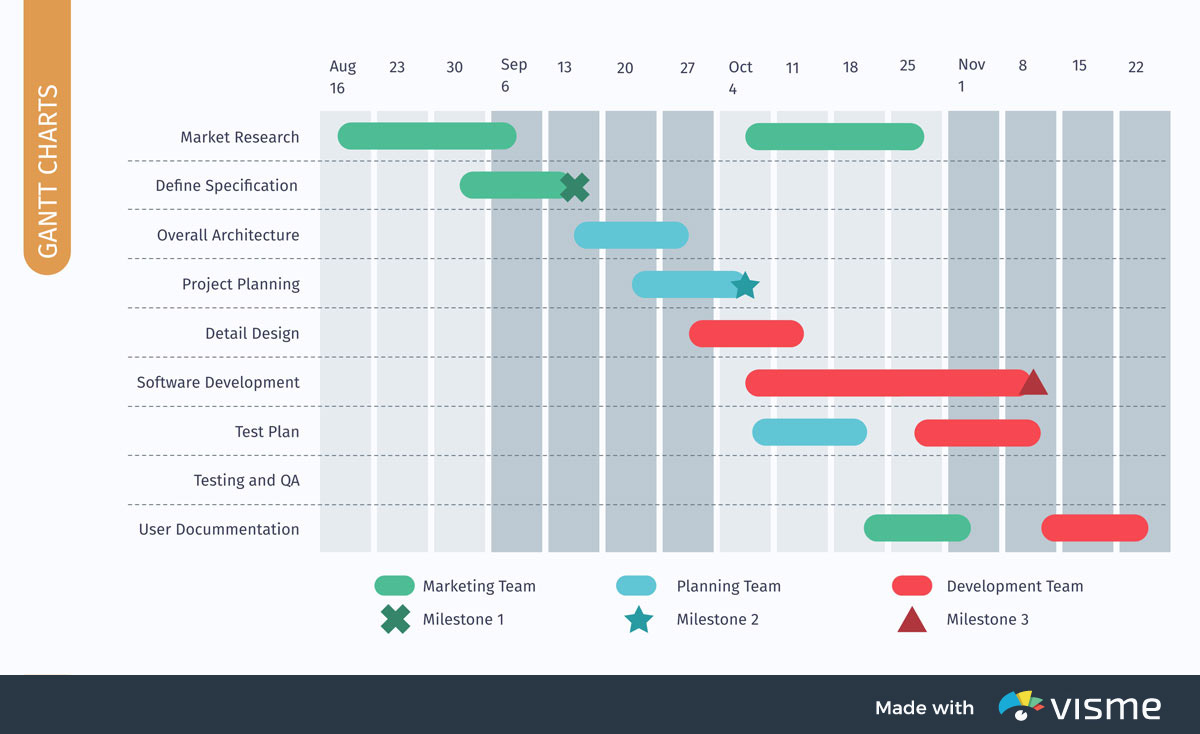 GANTT CHARTS
Aug 23 30 Sep 13 20 27 Oct 11 18 25 Nov 8 15 22
16 6 4 1
Market Research
Define Specification
Overall Architecture
Project Planning
Detail Design
Software Development
Test Plan
Testing and QA
User Docummentation
Marketing Team Planning Team Development Team
Milestone 1 Milestone 2 Milestone 3
Made with visme